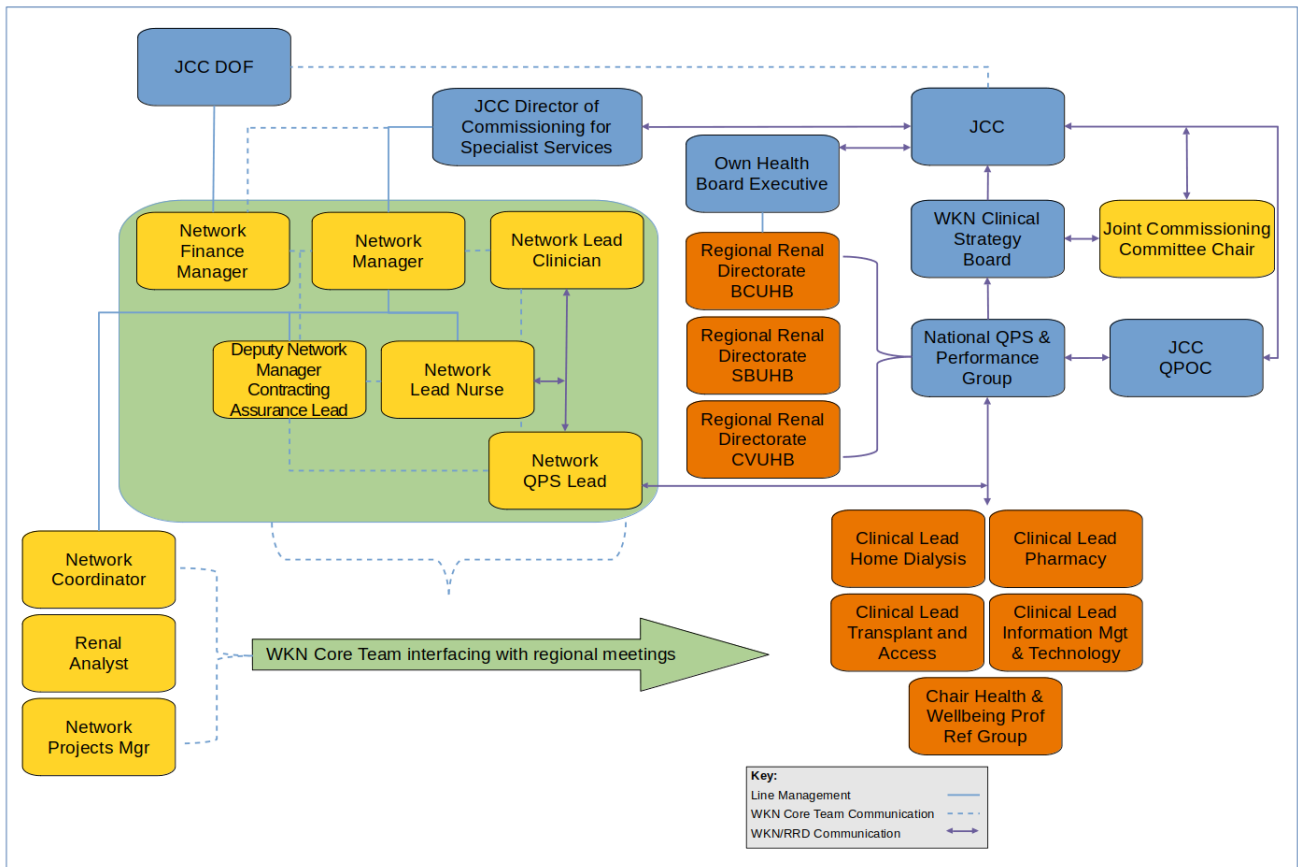 JCC DOF
JCC Director of
Commissioning for
Specialist Services
JCC
Own Health
Board Executive
Network
Finance
Manager
Network
Manager
Network Lead
Clinician
WKN Clinical
Strategy
Board
Joint Commissioning
Committee Chair
Regional Renal
Directorate
BCUHB
Deputy Network
Manager
Contracting
Assurance Lead
Network
Lead Nurse
Regional Renal
Directorate
SBUHB
National QPS &
Performance
Group
JCC
QPOC
Regional Renal
Directorate
CVUHB
Network
QPS Lead
Network
Coordinator
Renal
Analyst
Network
Projects Mgr
WKN Core Team interfacing with regional meetings
Clinical Lead
Home Dialysis
Clinical Lead
Pharmacy
Clinical Lead
Transplant and
Access
Clinical Lead
Information Mgt
& Technology
Chair Health &
Wellbeing Prof
Ref Group
Key:
Line Management
WKN Core Team Communication
WKN/RRD Communication